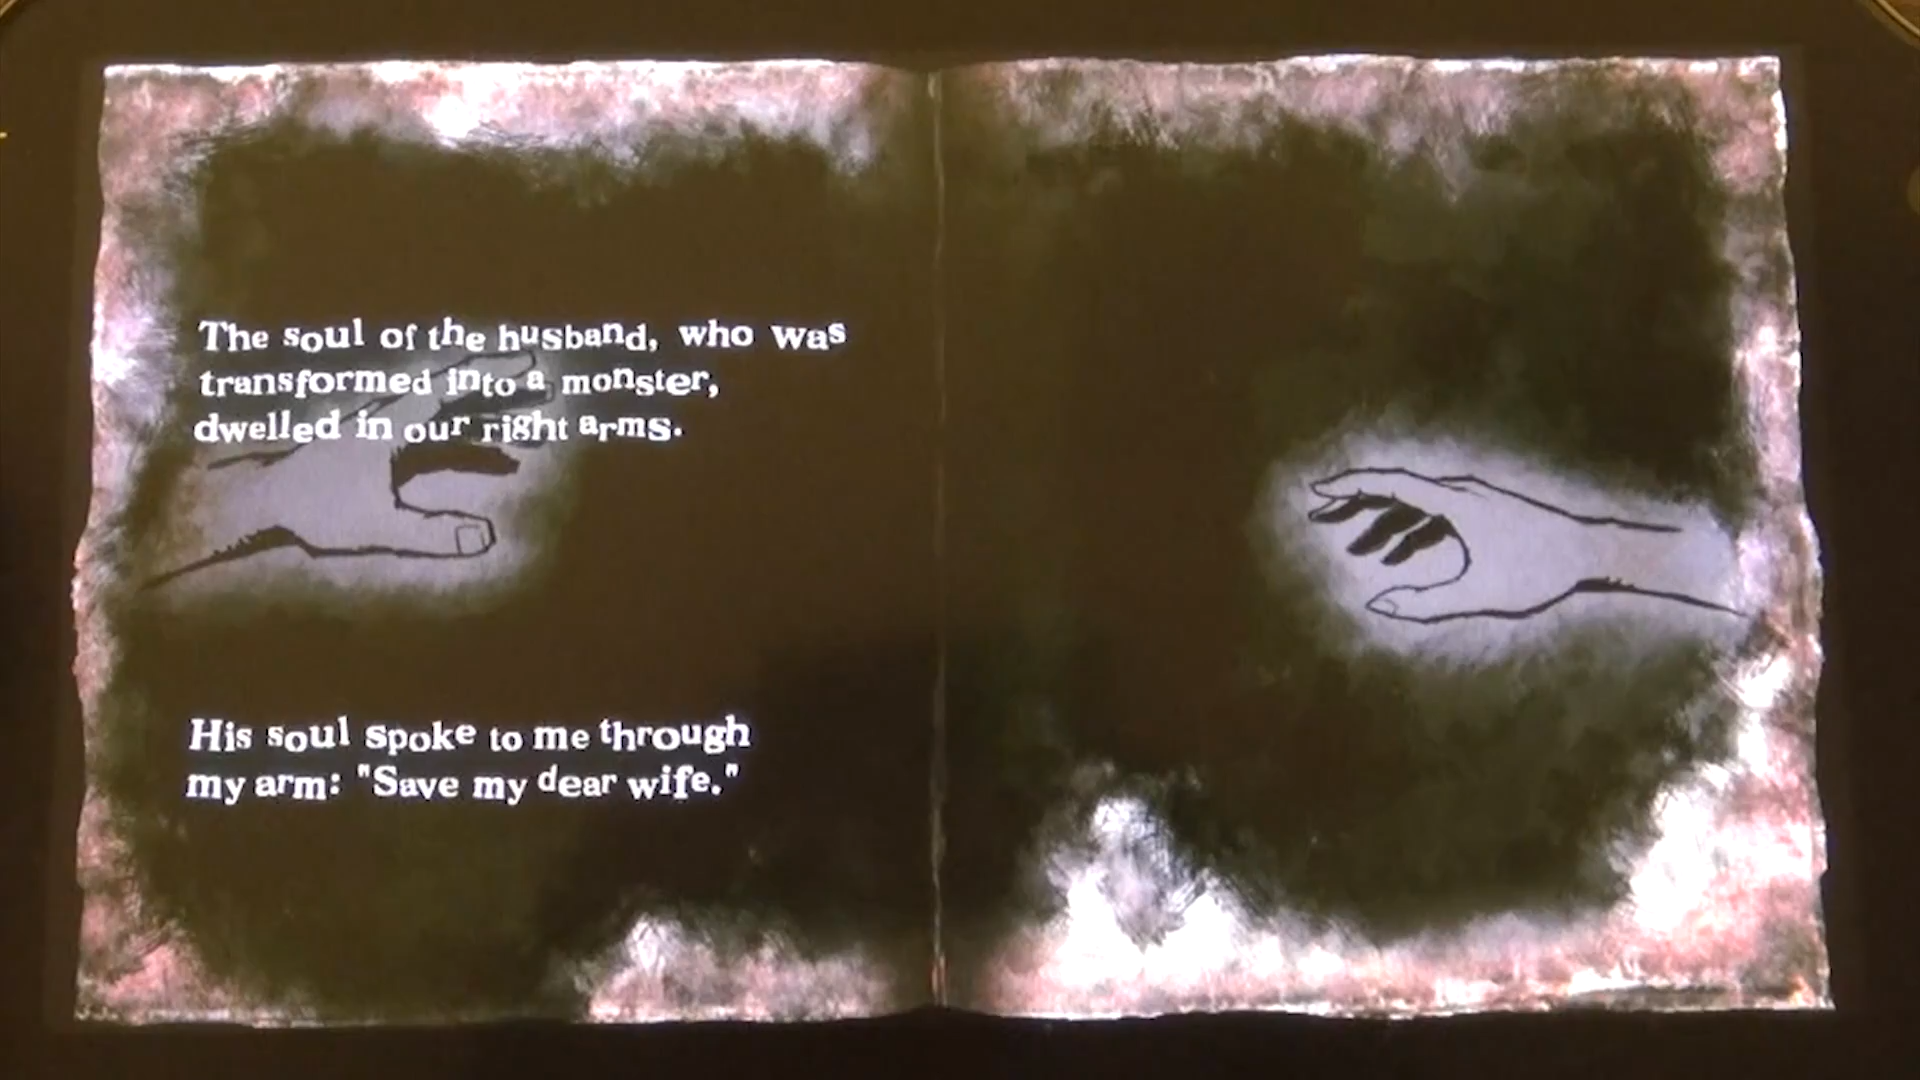 The soul of the husband, who was
transformed into a monster,
dwelled in our right arms.
His soul spoke to me through
my arm: "Save my dear wife."